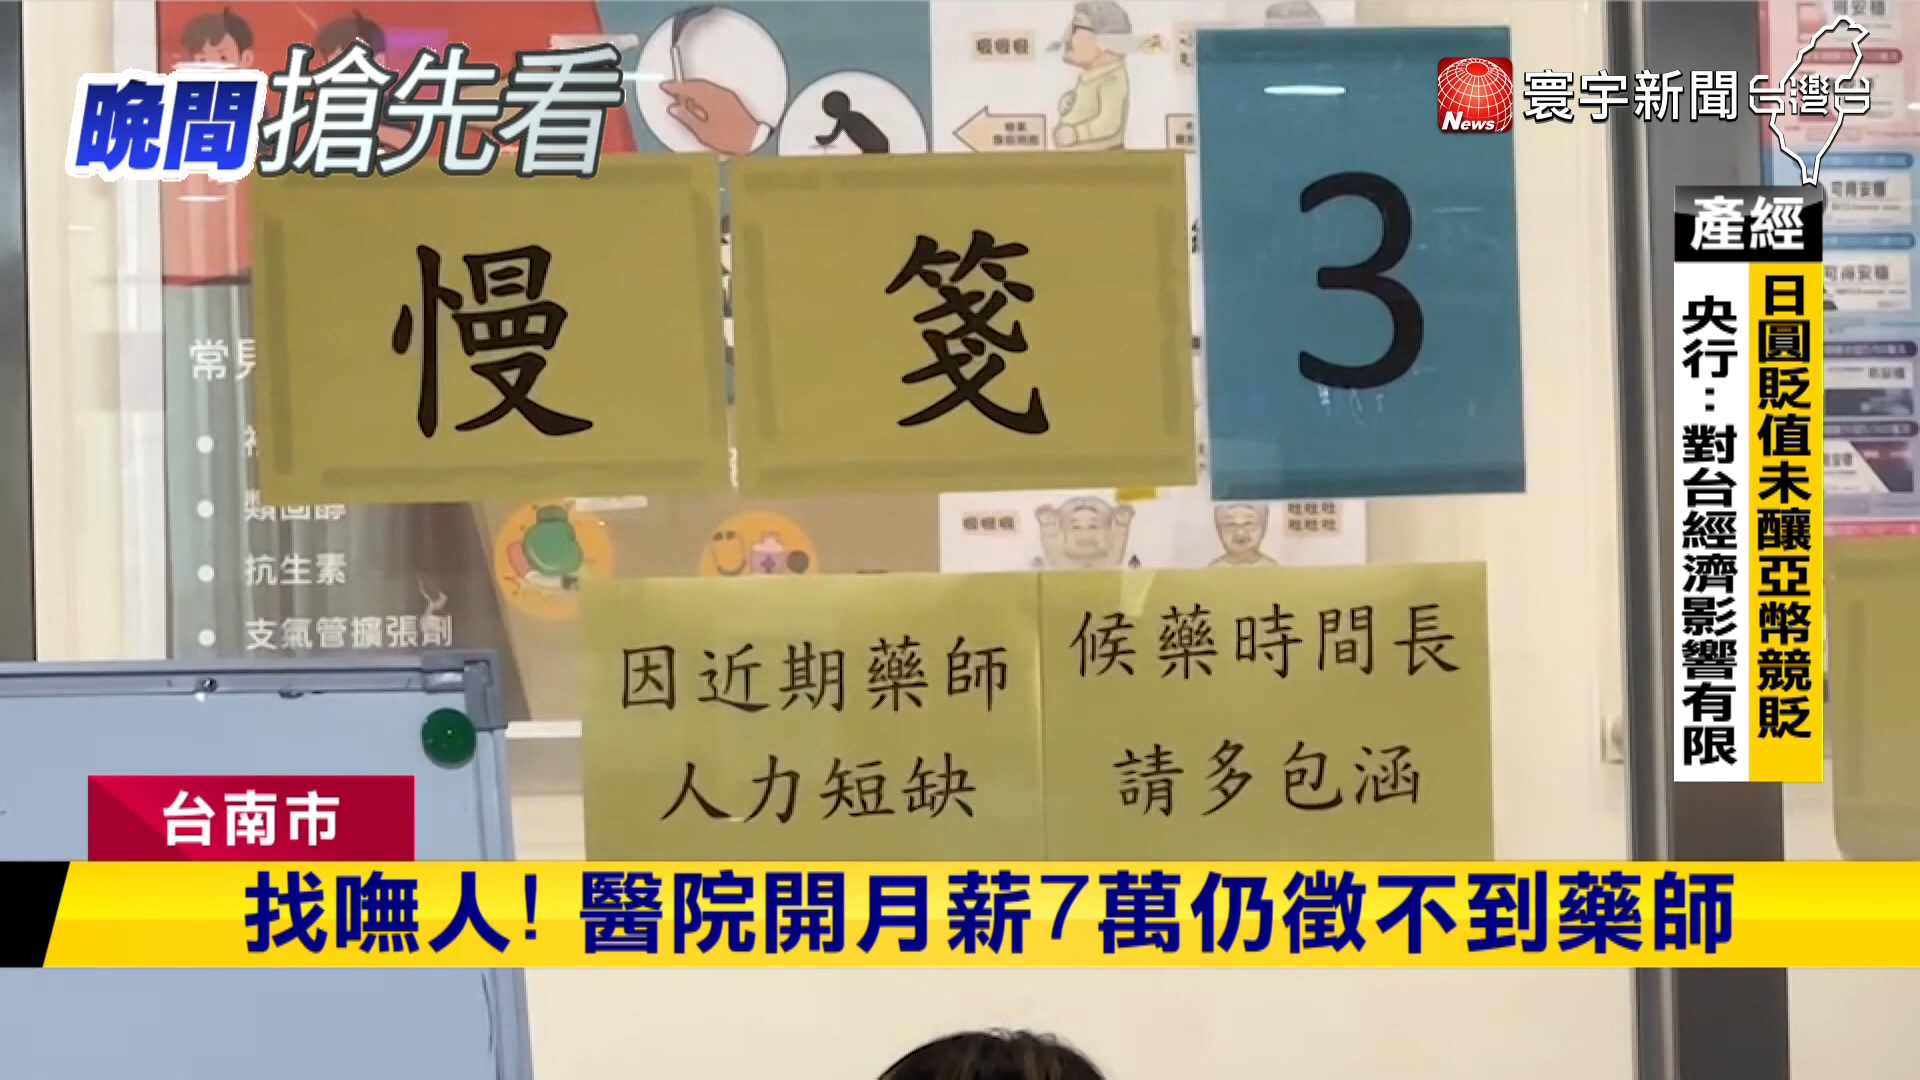 晚間搶先看
News 寰宇新聞 台灣台
產經
日圓貶值未釀亞幣競貶
央行：對台經濟影響有限
慢
箋
3
類固醇
抗生素
支氣管擴張劑
因近期藥師
人力短缺
候藥時間長
請多包涵
台南市
找嘸人！醫院開月薪7萬仍徵不到藥師